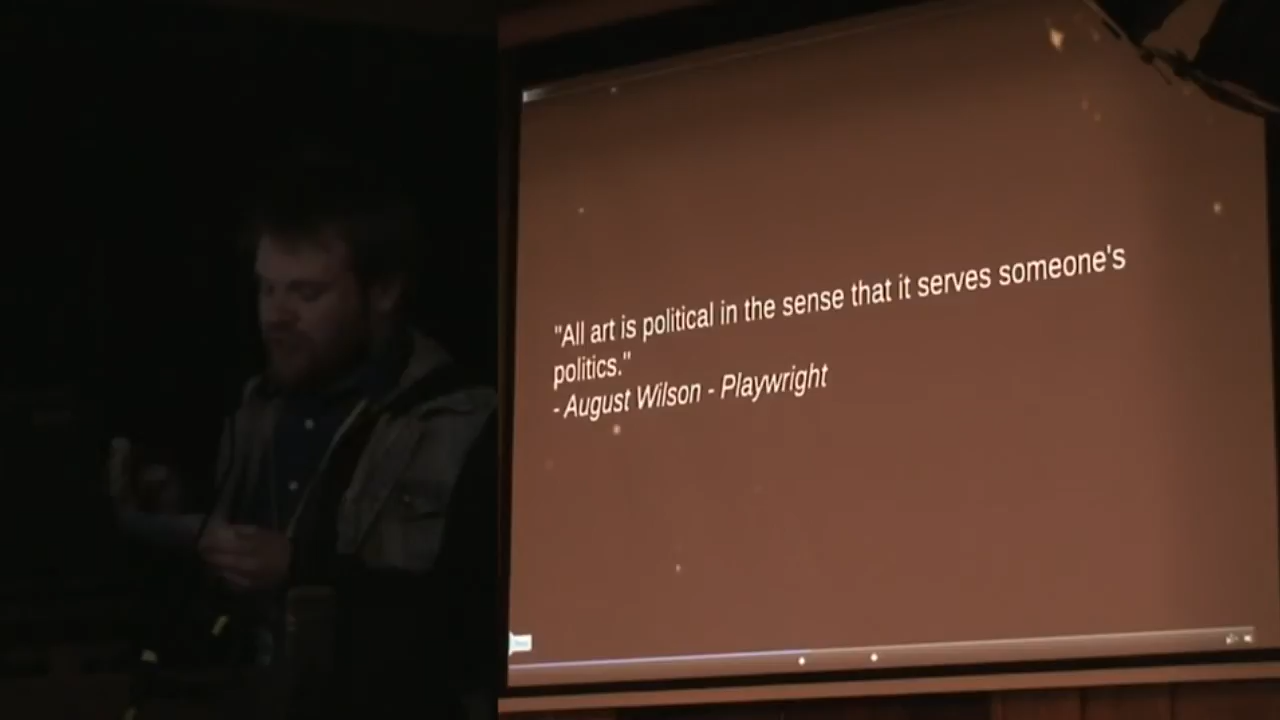 "All art is political in the sense that it serves someone's
politics."
- August Wilson - Playwright